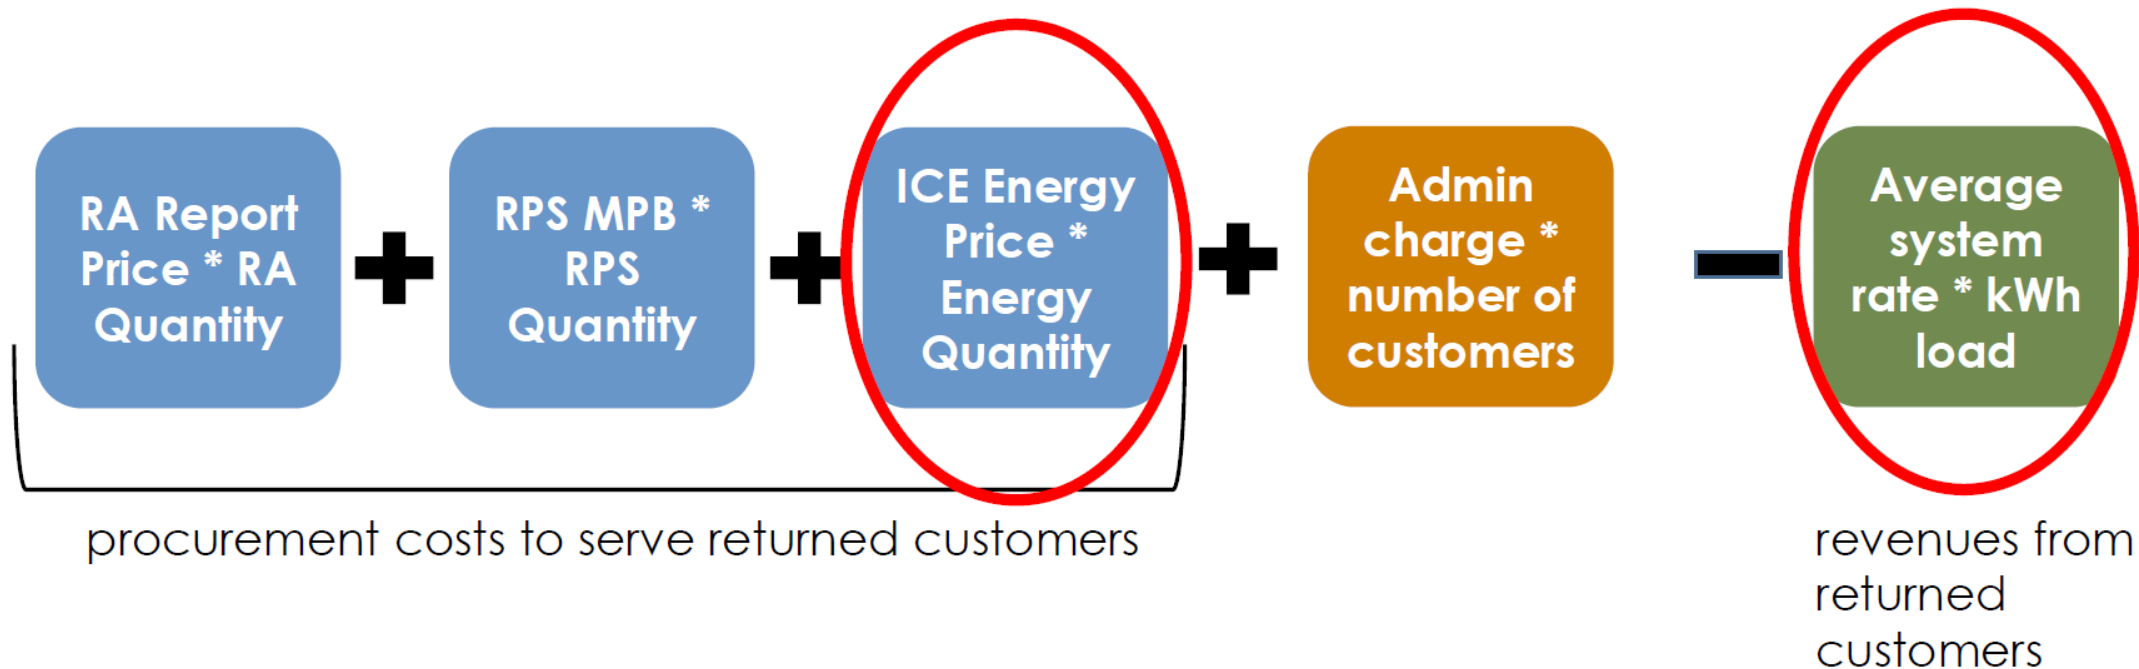 RA Report
Price * RA
Quantity
RPS MPB *
RPS
Quantity
ICE Energy
Price *
Energy
Quantity
Admin
charge *
number of
customers
Average
system
rate * kWh
load
procurement costs to serve returned customers
revenues from
returned
customers